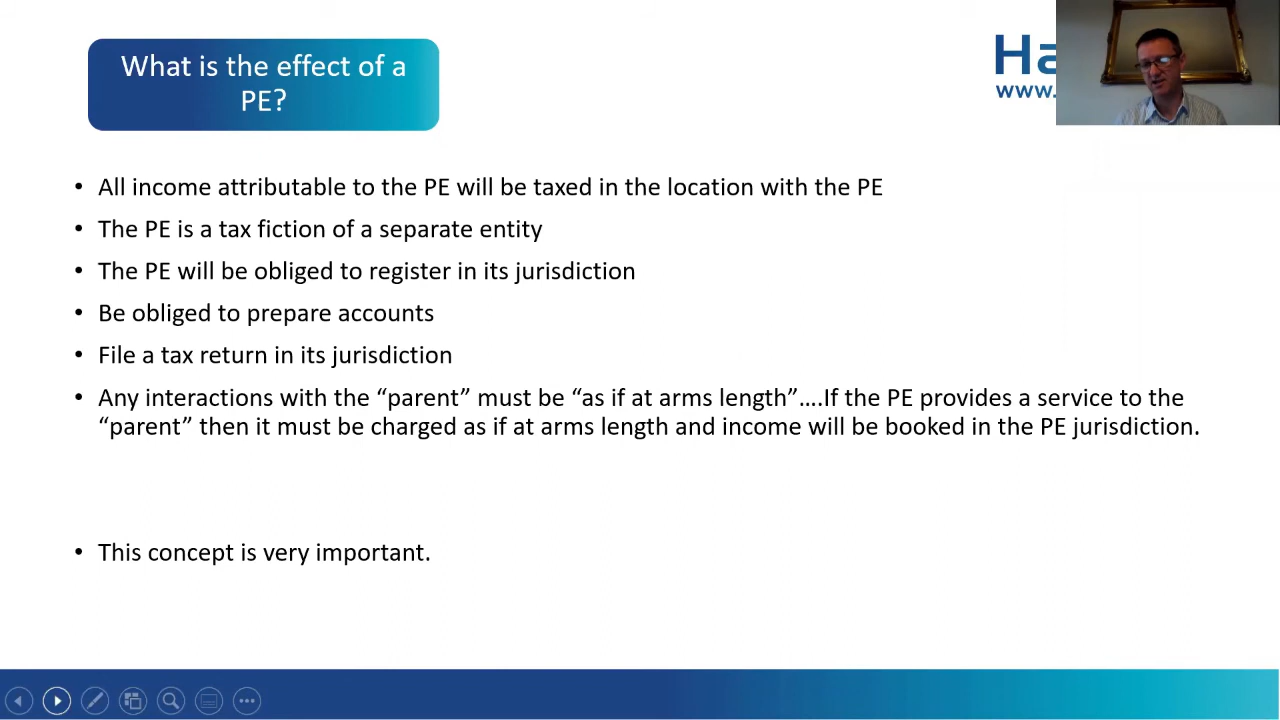 What is the effect of a
PE?
• All income attributable to the PE will be taxed in the location with the PE
• The PE is a tax fiction of a separate entity
• The PE will be obliged to register in its jurisdiction
• Be obliged to prepare accounts
• File a tax return in its jurisdiction
• Any interactions with the “parent” must be “as if at arms length”….If the PE provides a service to the
“parent” then it must be charged as if at arms length and income will be booked in the PE jurisdiction.
• This concept is very important.
www.